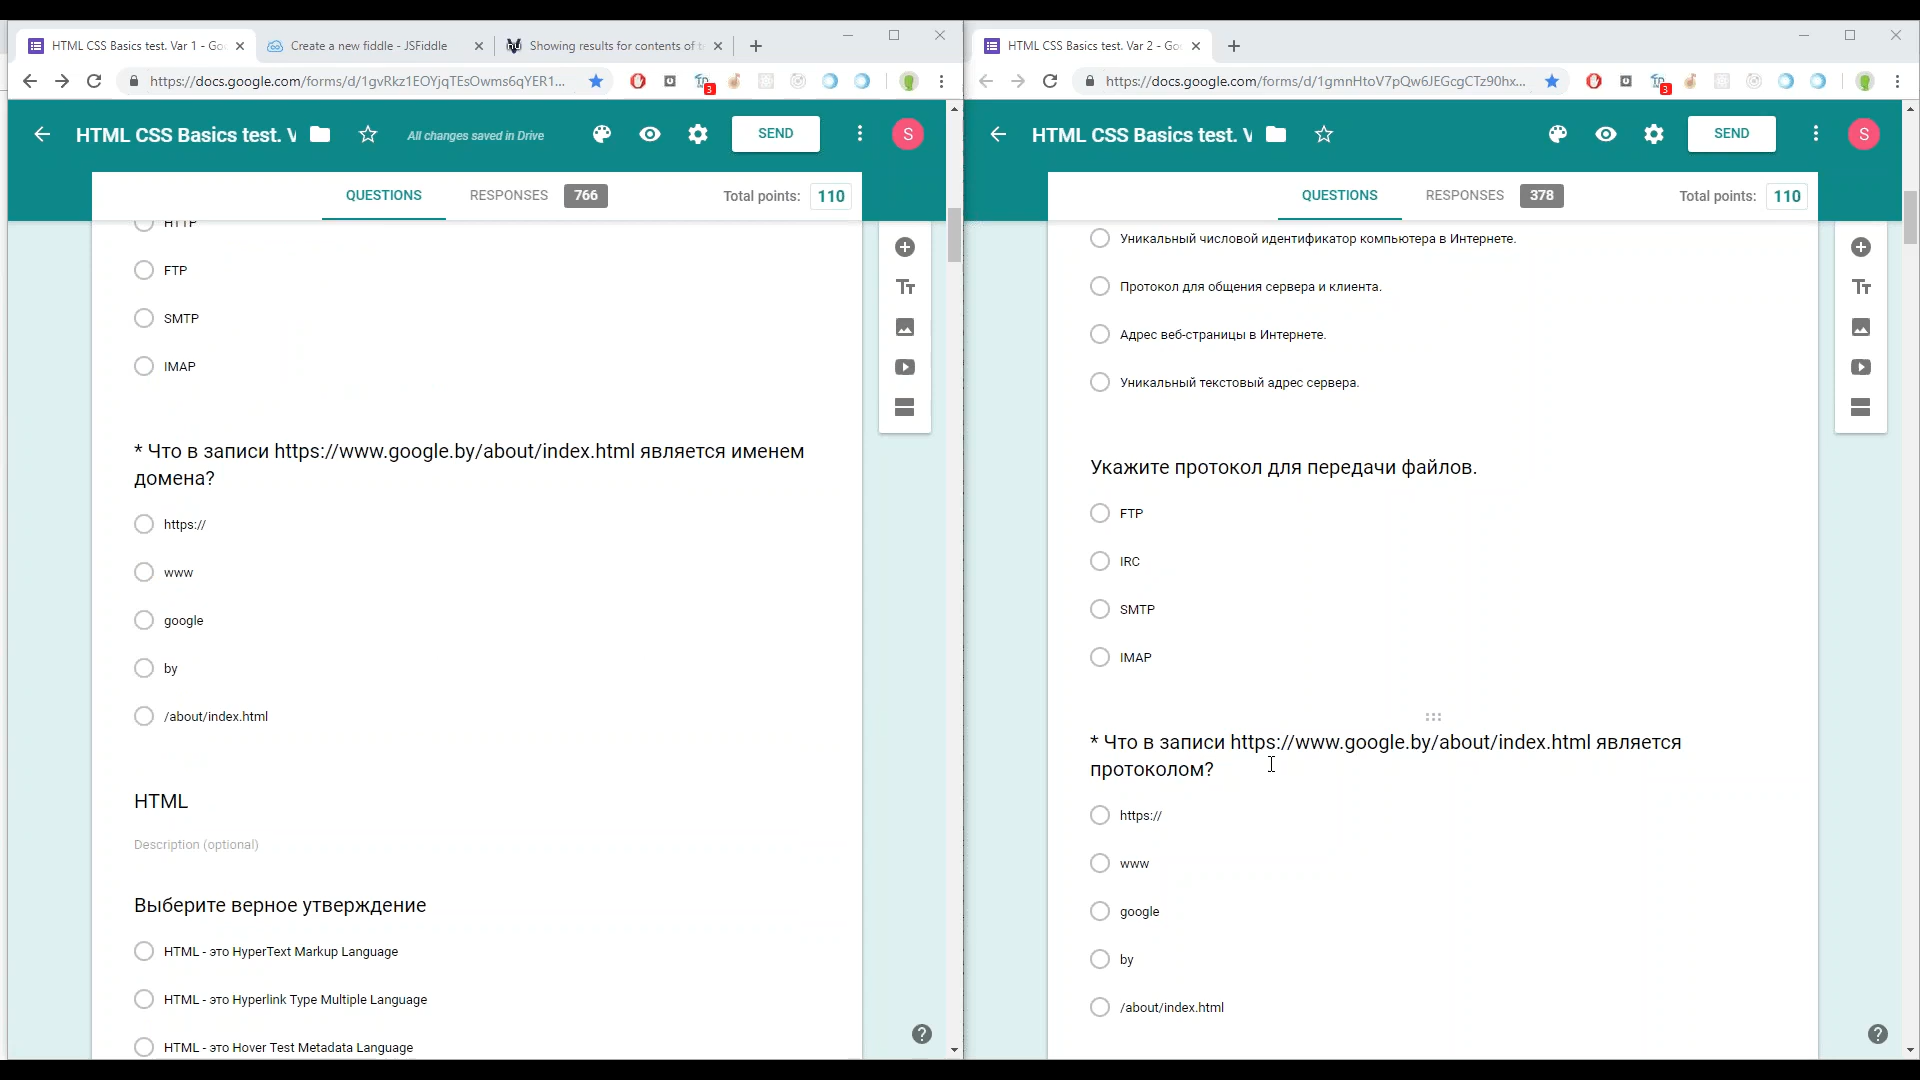 HTML CSS Basics test. Var 1 - Go
Create a new fiddle - JSFiddle
Showing results for contents of
https://docs.google.com/forms/d/1gvRkz1EOYjqTEsOwms6qYER1...
HTML CSS Basics test. V
All changes saved in Drive
SEND
S
QUESTIONS
RESPONSES
766
Total points:
110
HTTP
FTP
SMTP
IMAP
* Что в записи https://www.google.by/about/index.html является именем
домена?
https://
www
google
by
/about/index.html
HTML
Description (optional)
Выберите верное утверждение
HTML - это HyperText Markup Language
HTML - это Hyperlink Type Multiple Language
HTML - это Hover Test Metadata Language
HTML CSS Basics test. Var 2 - Go
https://docs.google.com/forms/d/1gmnHtoV7pQw6JEGcgCTz90hx...
HTML CSS Basics test. V
SEND
S
QUESTIONS
RESPONSES
378
Total points:
110
Уникальный числовой идентификатор компьютера в Интернете.
Протокол для общения сервера и клиента.
Адрес веб-страницы в Интернете.
Уникальный текстовый адрес сервера.
Укажите протокол для передачи файлов.
FTP
IRC
SMTP
IMAP
* Что в записи https://www.google.by/about/index.html является
протоколом?
https://
www
google
by
/about/index.html